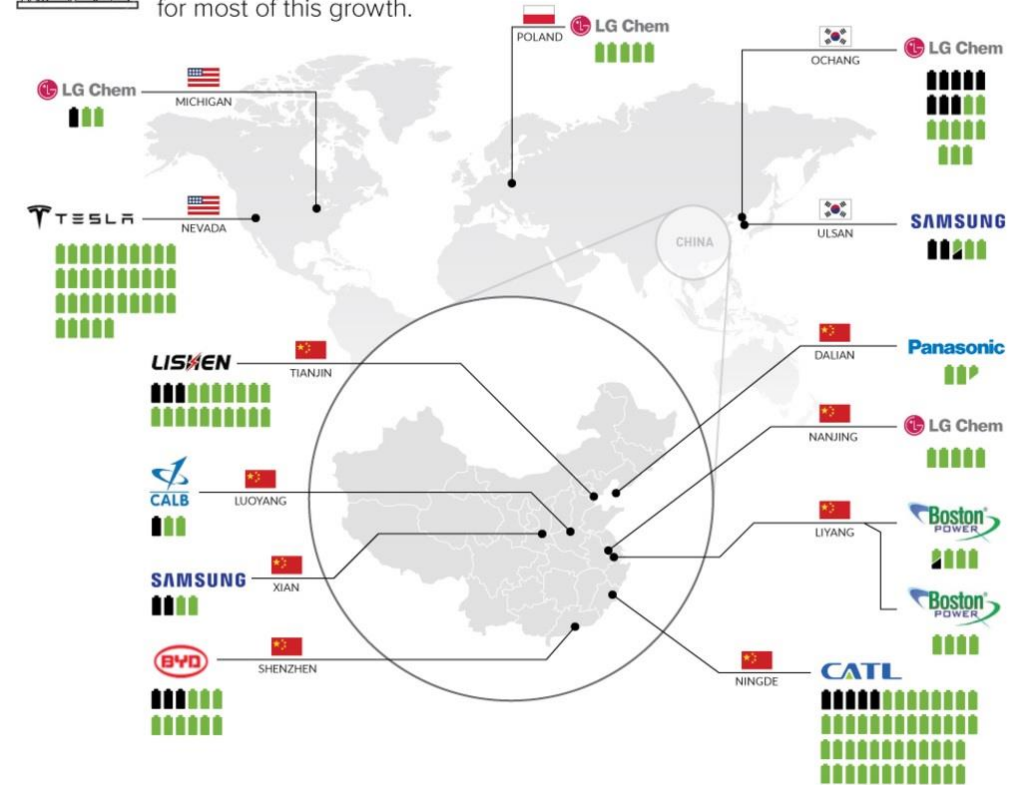 for most of this growth.
POLAND
LG Chem
OCHANG
LG Chem
LG Chem
MICHIGAN
TESLA
NEVADA
ULSAN
SAMSUNG
CHINA
LISHEN
TIANJIN
DALIAN
Panasonic
NANJING
LG Chem
CALB
LUOYANG
LIYANG
Boston
POWER
SAMSUNG
XIAN
Boston
POWER
BYD
SHENZHEN
NINGDE
CATL